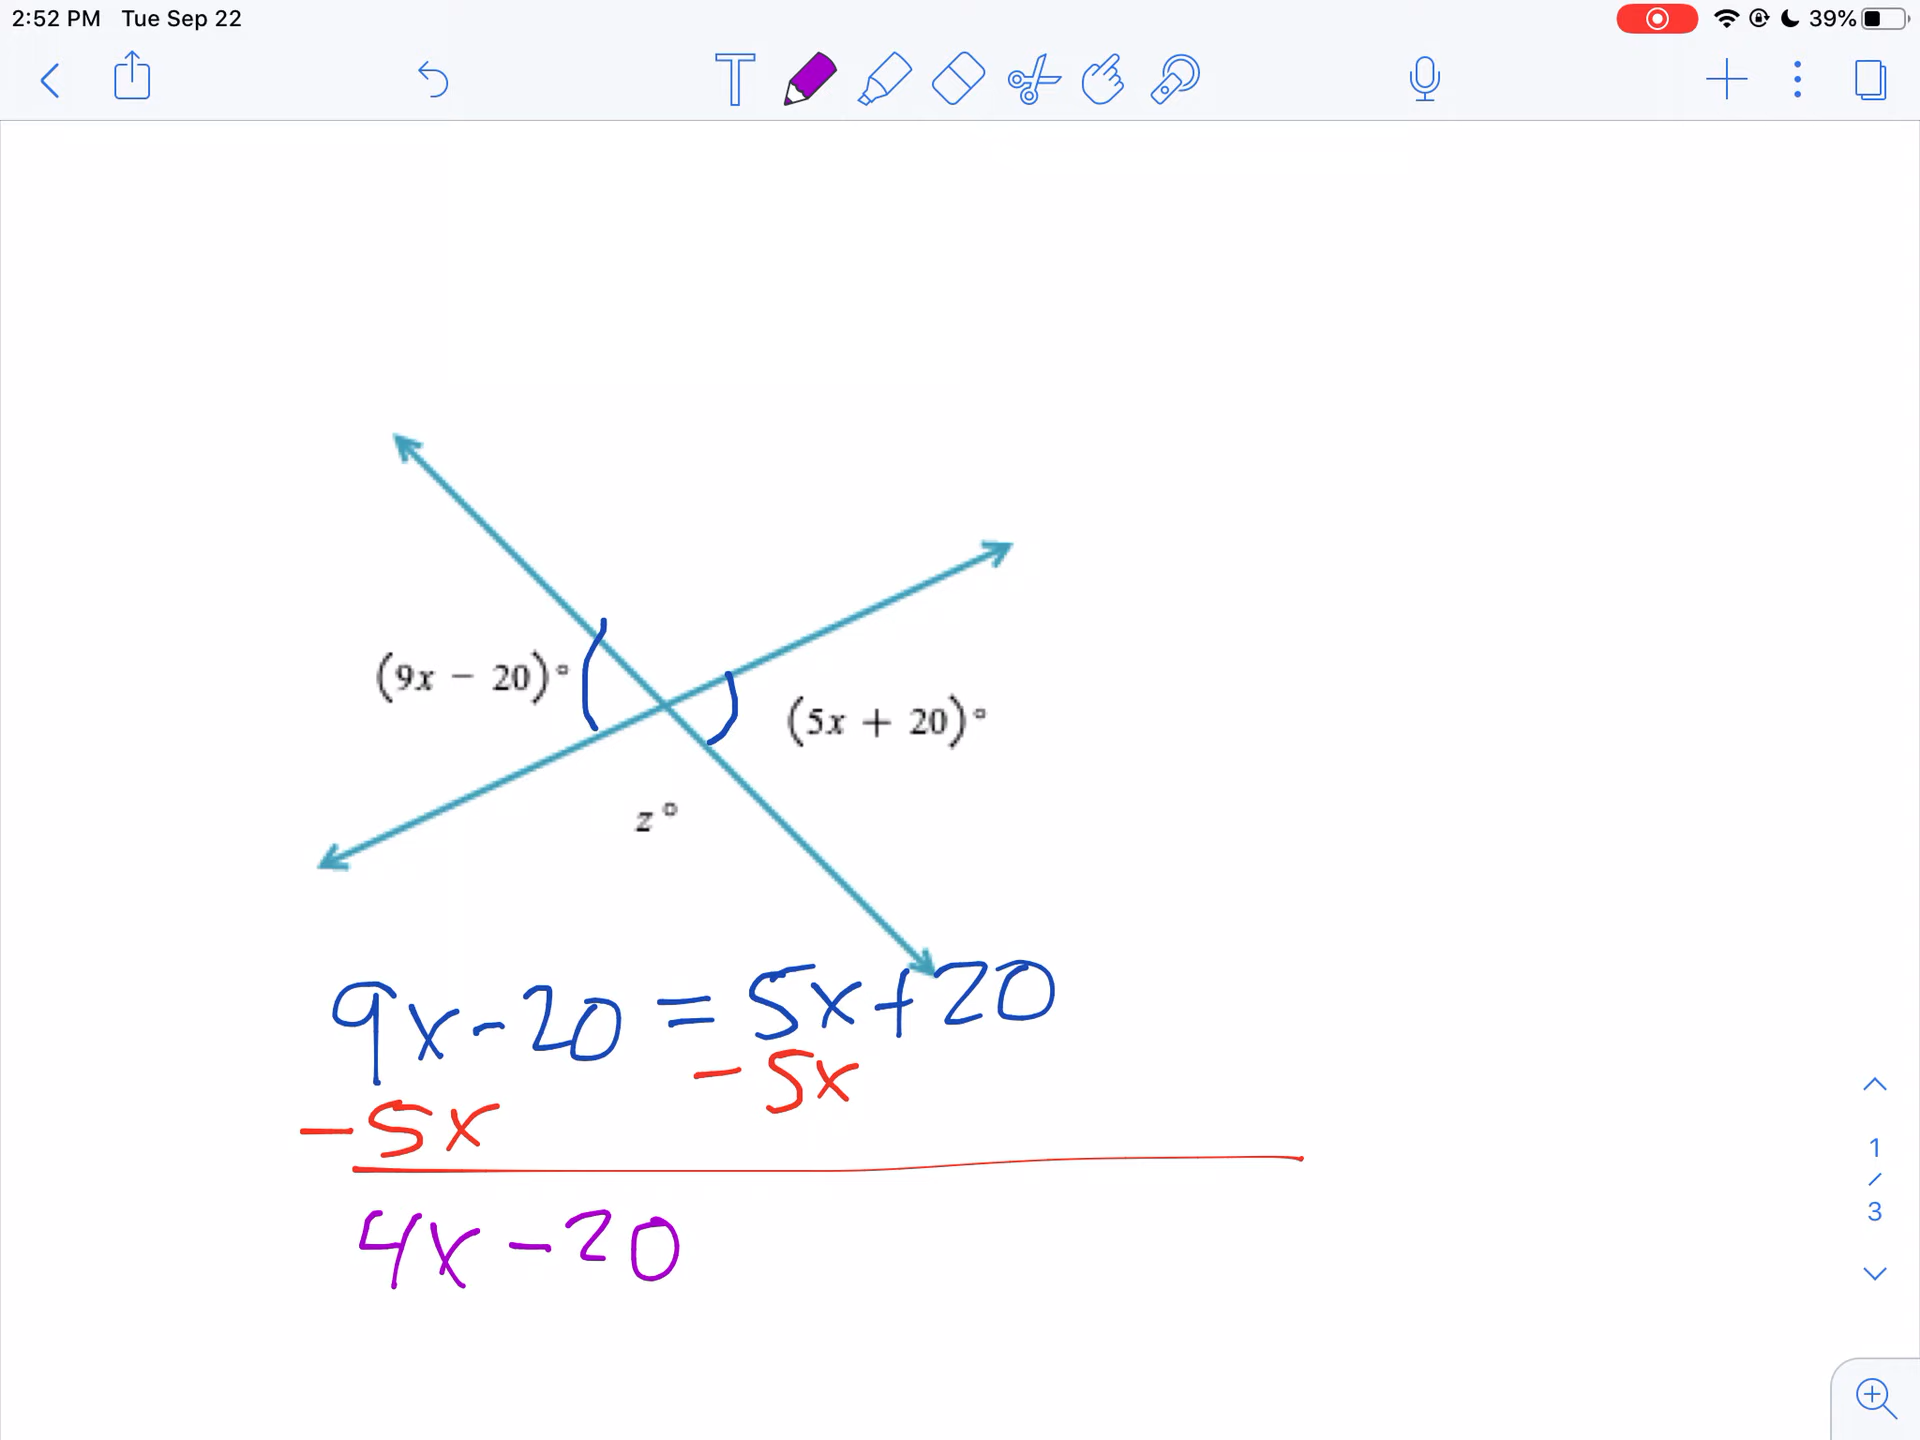 2:52 PM Tue Sep 22
39%
T
(9x − 20)°
(5x + 20)°
z°
9x-20 = 5x+20
- 5x
-5x
4x-20
1
/
3